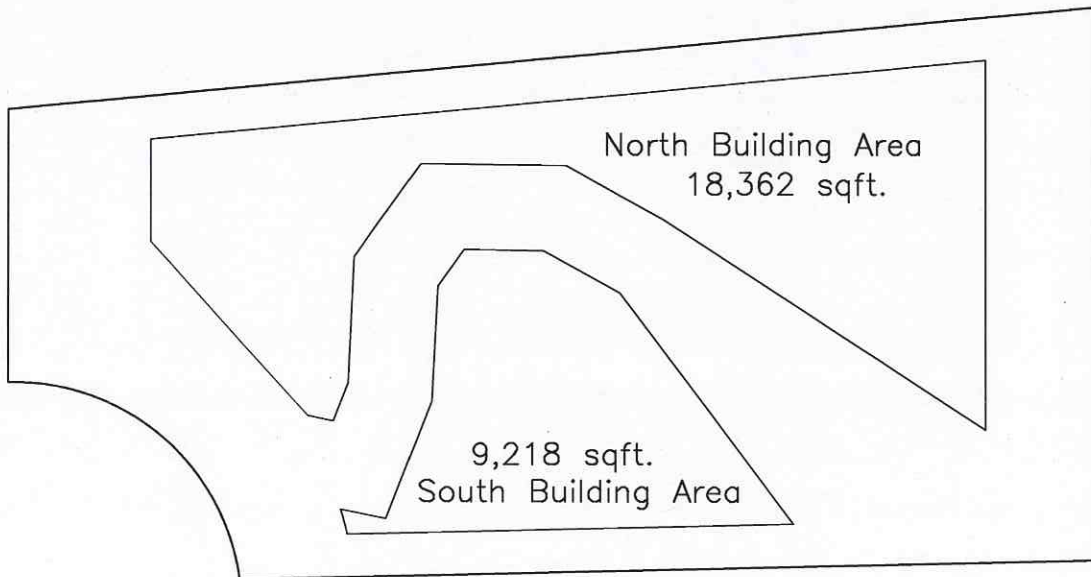 North Building Area
18,362 sqft.
9,218 sqft.
South Building Area